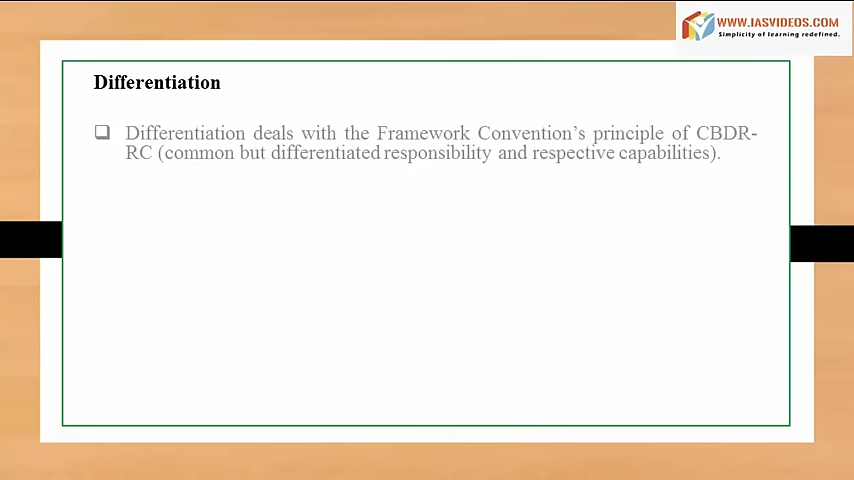 WWW.IASVIDEOS.COM
Simplicity of learning redefined.
Differentiation
Differentiation deals with the Framework Convention's principle of CBDR-
RC (common but differentiated responsibility and respective capabilities).